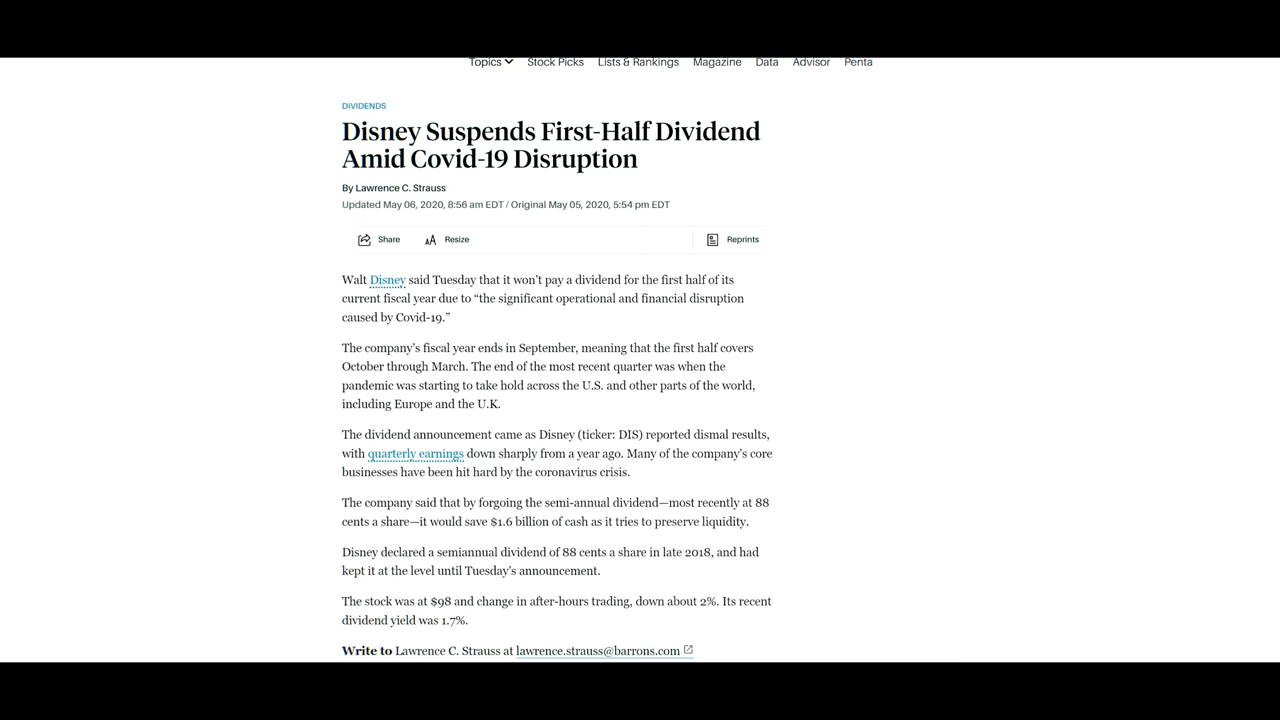 Topics Stock Picks Lists & Rankings Magazine Data Advisor Penta
DIVIDENDS
Disney Suspends First-Half Dividend
Amid Covid-19 Disruption
By Lawrence C. Strauss
Updated May 06, 2020, 8:56 am EDT / Original May 05, 2020, 5:54 pm EDT
Share Resize Reprints
Walt Disney said Tuesday that it won’t pay a dividend for the first half of its
current fiscal year due to “the significant operational and financial disruption
caused by Covid-19.”
The company’s fiscal year ends in September, meaning that the first half covers
October through March. The end of the most recent quarter was when the
pandemic was starting to take hold across the U.S. and other parts of the world,
including Europe and the U.K.
The dividend announcement came as Disney (ticker: DIS) reported dismal results,
with quarterly earnings down sharply from a year ago. Many of the company’s core
businesses have been hit hard by the coronavirus crisis.
The company said that by forgoing the semi-annual dividend—most recently at 88
cents a share—it would save $1.6 billion of cash as it tries to preserve liquidity.
Disney declared a semiannual dividend of 88 cents a share in late 2018, and had
kept it at the level until Tuesday’s announcement.
The stock was at $98 and change in after-hours trading, down about 2%. Its recent
dividend yield was 1.7%.
Write to Lawrence C. Strauss at lawrence.strauss@barrons.com